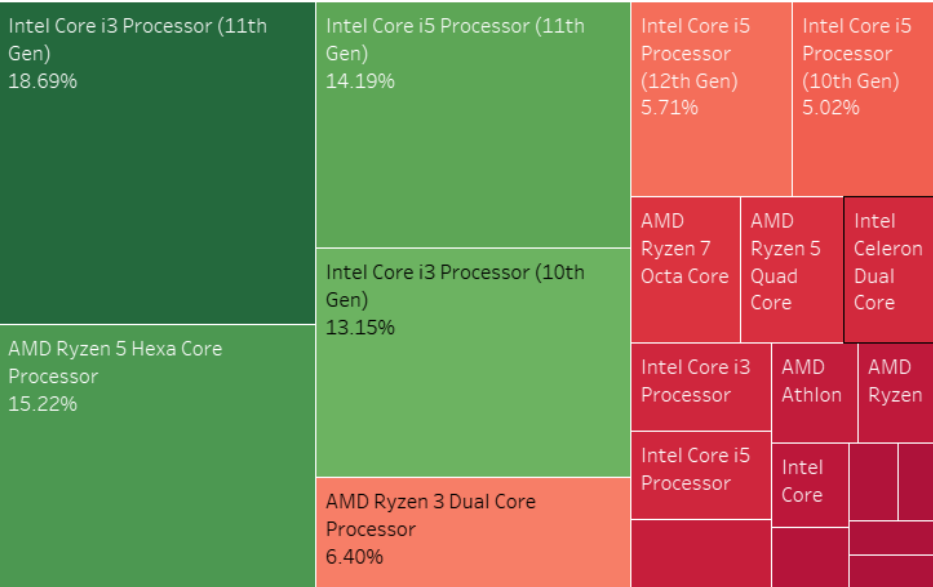 Intel Core i3 Processor (11th
Gen)
18.69%
AMD Ryzen 5 Hexa Core
Processor
15.22%
Intel Core i5 Processor (11th
Gen)
14.19%
Intel Core i3 Processor (10th
Gen)
13.15%
AMD Ryzen 3 Dual Core
Processor
6.40%
Intel Core i5
Processor
(12th Gen)
5.71%
Intel Core i5
Processor
(10th Gen)
5.02%
AMD
Ryzen 7
Octa Core
AMD
Ryzen 5
Quad
Core
Intel
Celeron
Dual
Core
Intel Core i3
Processor
AMD
Athlon
AMD
Ryzen
Intel Core i5
Processor
Intel
Core